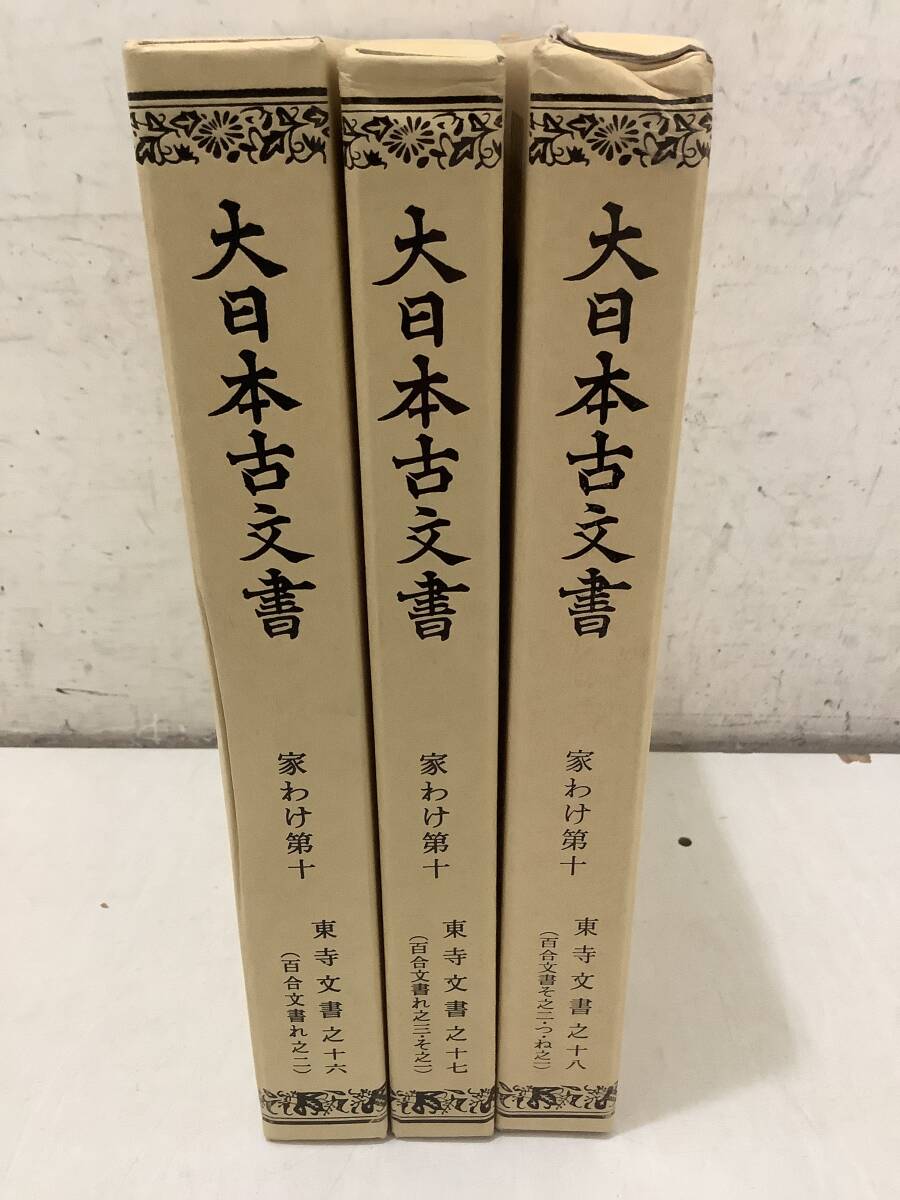 大日本古文書
家わけ第十
東寺文書之十六
（百合文書れ之二）
大日本古文書
家わけ第十
東寺文書之十七
（百合文書れ之三・そ之一）
大日本古文書
家わけ第十
東寺文書之十八
（百合文書そ之二・つ・ね之一）